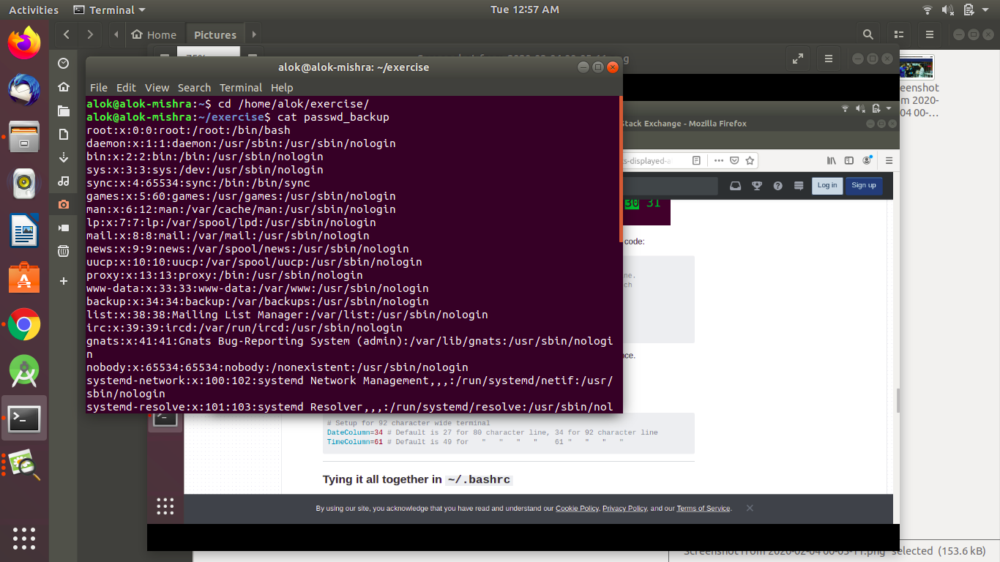 Activities
Terminal
Tue 12:57 AM
Home
Pictures
alok@alok-mishra: ~/exercise
File Edit View Search Terminal Help
alok@alok-mishra:~$ cd /home/alok/exercise/
alok@alok-mishra:~/exercise$ cat passwd_backup
root:x:0:0:root:/root:/bin/bash
daemon:x:1:1:daemon:/usr/sbin:/usr/sbin/nologin
bin:x:2:2:bin:/bin:/usr/sbin/nologin
sys:x:3:3:sys:/dev:/usr/sbin/nologin
sync:x:4:65534:sync:/bin:/bin/sync
games:x:5:60:games:/usr/games:/usr/sbin/nologin
man:x:6:12:man:/var/cache/man:/usr/sbin/nologin
lp:x:7:7:lp:/var/spool/lpd:/usr/sbin/nologin
mail:x:8:8:mail:/var/mail:/usr/sbin/nologin
news:x:9:9:news:/var/spool/news:/usr/sbin/nologin
uucp:x:10:10:uucp:/var/spool/uucp:/usr/sbin/nologin
proxy:x:13:13:proxy:/bin:/usr/sbin/nologin
www-data:x:33:33:www-data:/var/www:/usr/sbin/nologin
backup:x:34:34:backup:/var/backups:/usr/sbin/nologin
list:x:38:38:Mailing List Manager:/var/list:/usr/sbin/nologin
irc:x:39:39:ircd:/var/run/ircd:/usr/sbin/nologin
gnats:x:41:41:Gnats Bug-Reporting System (admin):/var/lib/gnats:/usr/sbin/nologi
n
nobody:x:65534:65534:nobody:/nonexistent:/usr/sbin/nologin
systemd-network:x:100:102:systemd Network Management,,,:/run/systemd/netif:/usr/
sbin/nologin
systemd-resolve:x:101:103:systemd Resolver,,,:/run/systemd/resolve:/usr/sbin/nol
Stack Exchange - Mozilla Firefox
s-displayed-a
Log in
Sign up
30 31
code:
ne.
ch
nce.
# Setup for 92 character wide terminal
DateColumn=34 # Default is 27 for 80 character line, 34 for 92 character line
TimeColumn=61 # Default is 49 for " " " " 61 " " " "
Tying it all together in ~/.bashrc
By using our site, you acknowledge that you have read and understand our Cookie Policy, Privacy Policy, and our Terms of Service.
eenshot
m 2020-
04 00-…
selected (153.6 kB)